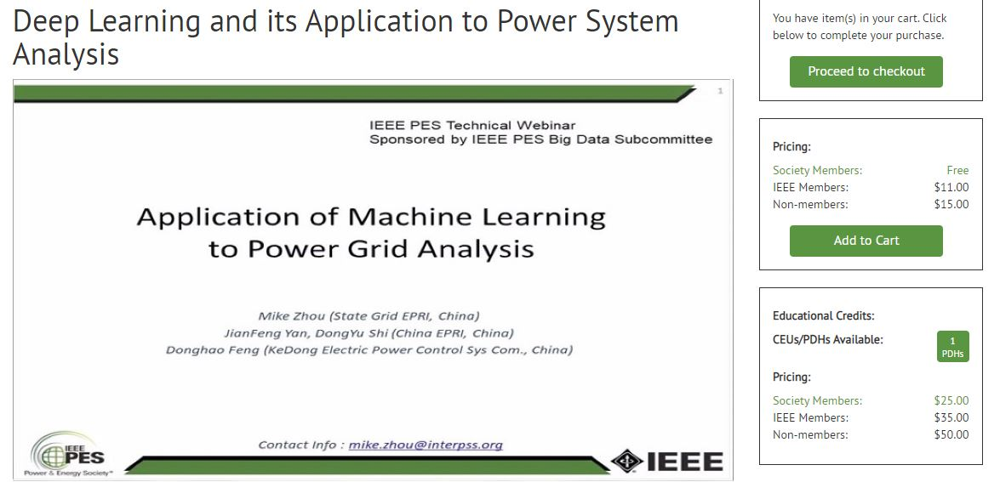 Deep Learning and its Application to Power System
Analysis
1
IEEE PES Technical Webinar
Sponsored by IEEE PES Big Data Subcommittee
Application of Machine Learning
to Power Grid Analysis
Mike Zhou (State Grid EPRI, China)
JianFeng Yan, DongYu Shi (China EPRI, China)
Donghao Feng (KeDong Electric Power Control Sys Com., China)
Contact Info : mike.zhou@interpss.org
IEEE
PES
Power & Energy Society™
IEEE
You have item(s) in your cart. Click
below to complete your purchase.
Proceed to checkout
Pricing:
Society Members: Free
IEEE Members: $11.00
Non-members: $15.00
Add to Cart
Educational Credits:
CEUs/PDHs Available: 1
PDHs
Pricing:
Society Members: $25.00
IEEE Members: $35.00
Non-members: $50.00